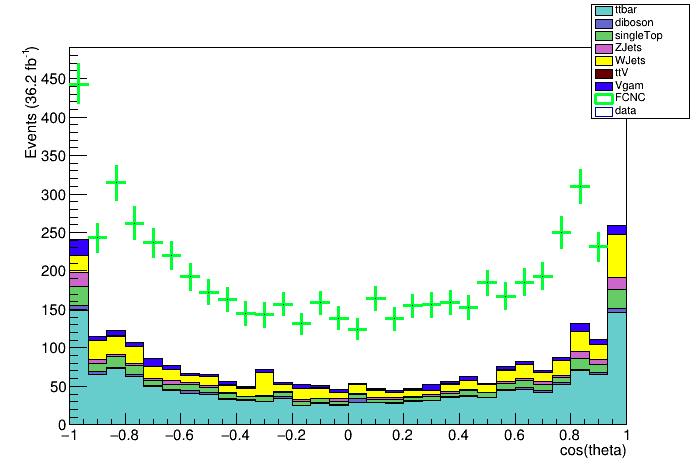 ttbar
diboson
singleTop
ZJets
WJets
ttV
Vgam
FCNC
data
Events (36.2 fb⁻¹)
450
400
350
300
250
200
150
100
50
0
−1 −0.8 −0.6 −0.4 −0.2 0 0.2 0.4 0.6 0.8 1
cos(theta)